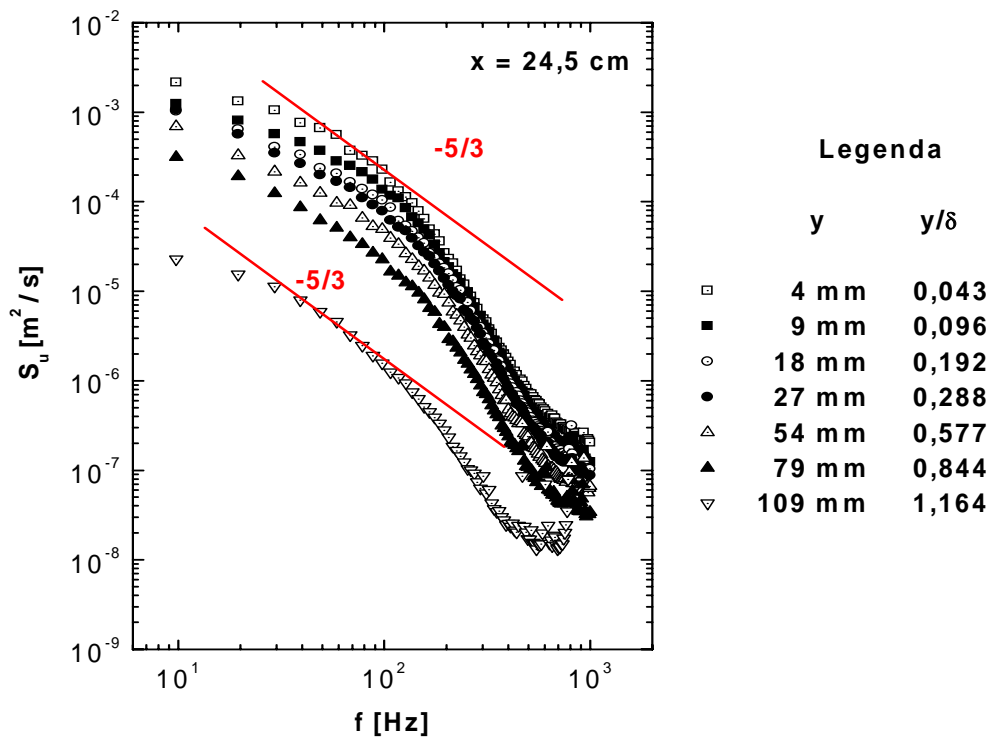 x = 24,5 cm
-5/3
-5/3
10^-2
10^-3
10^-4
10^-5
10^-6
10^-7
10^-8
10^-9
S_u [m^2/s]
10^1 10^2 10^3
f [Hz]
Legenda
y y/δ
4 mm 0,043
9 mm 0,096
18 mm 0,192
27 mm 0,288
54 mm 0,577
79 mm 0,844
109 mm 1,164